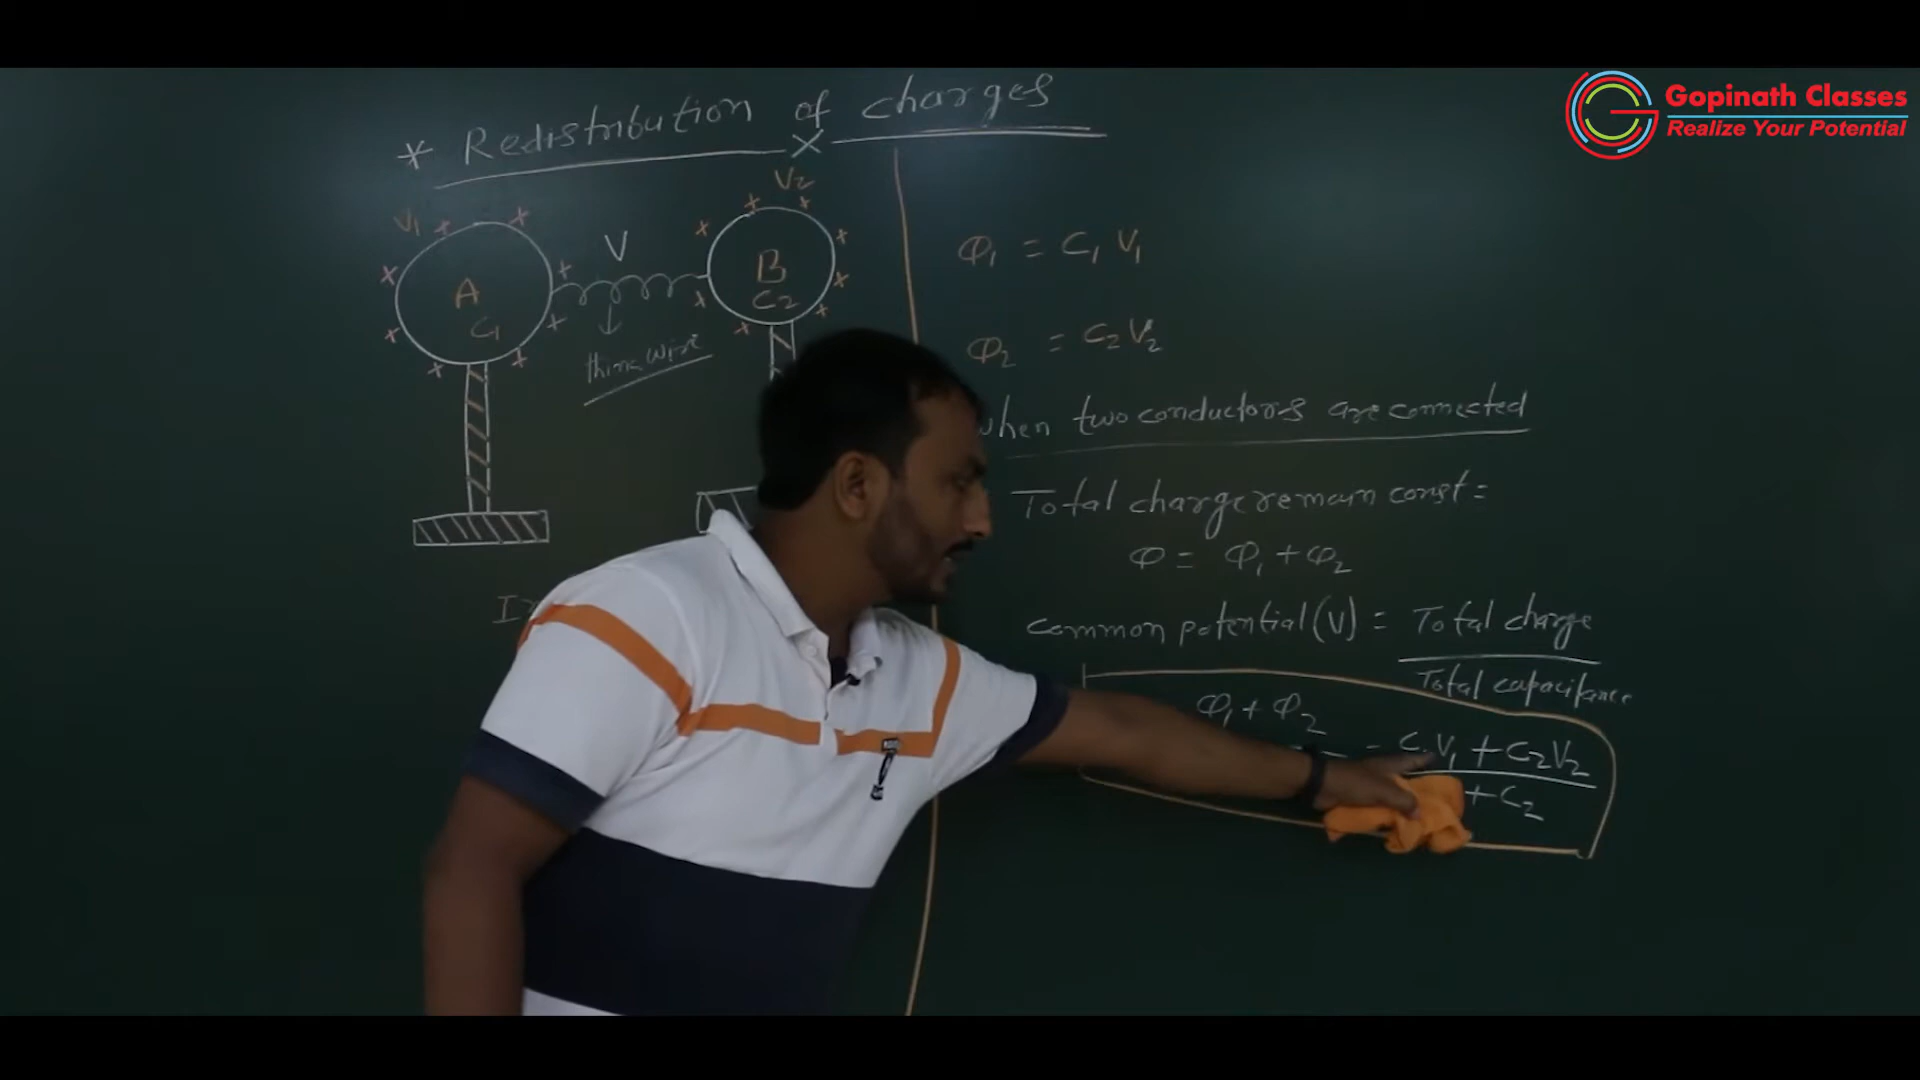 * Redistribution of charges
Gopinath Classes
Realize Your Potential
V1
V2
V
A
C1
B
C2
Q1 = C1 V1
Q2 = C2 V2
When two conductors are connected
Total charge remain const =
Q = Q1 + Q2
common potential (V) = Total charge
Total capacitance
Q1 + Q2
= C1V1 + C2V2
+ C2